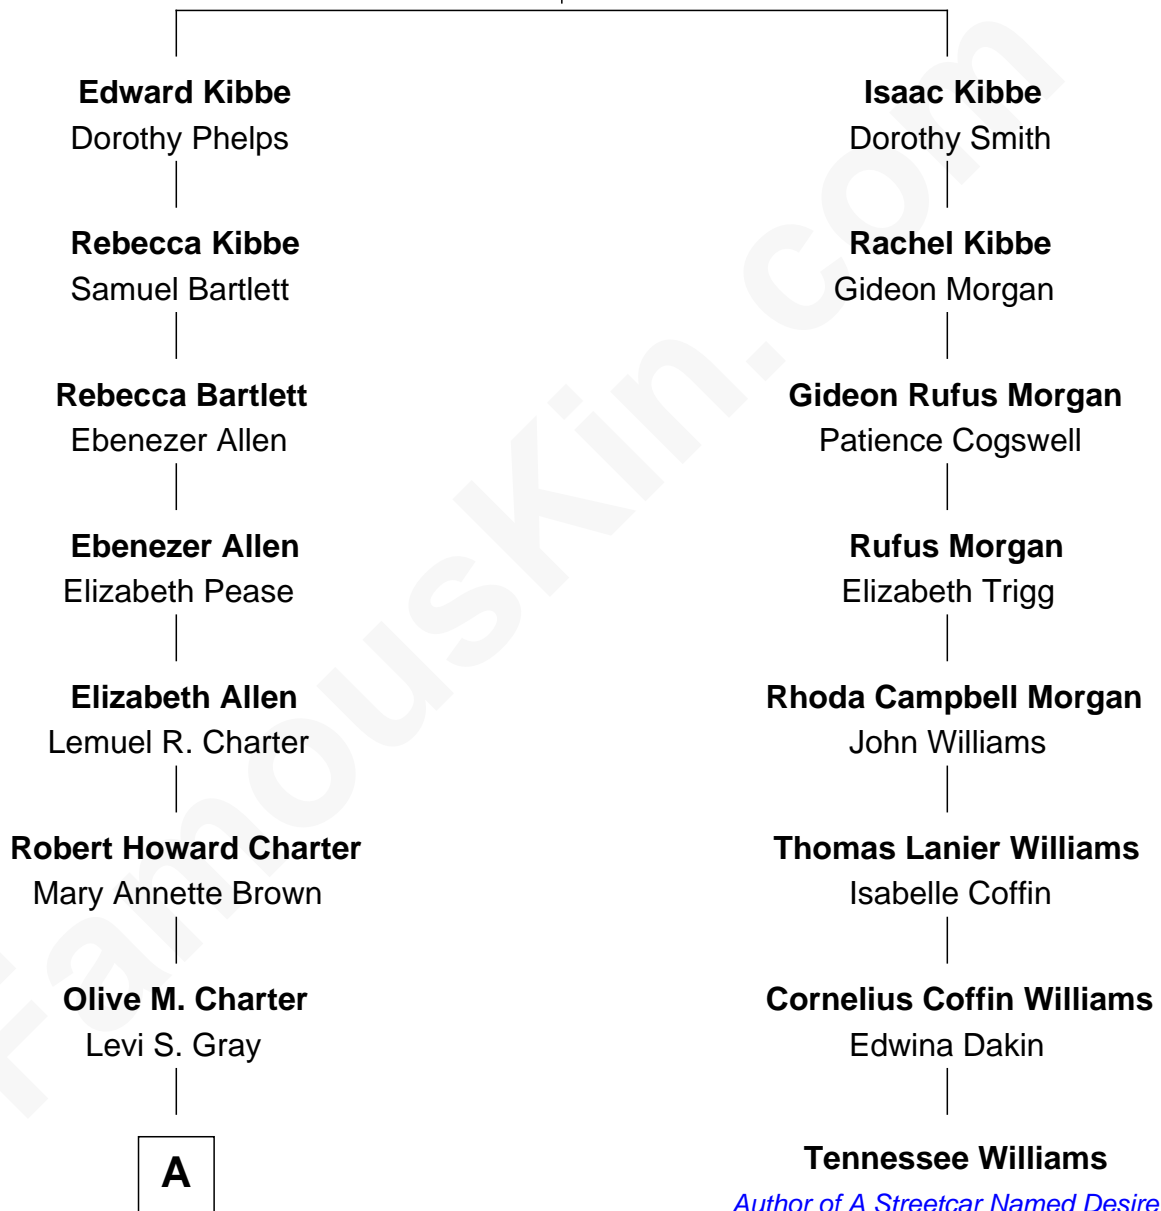 Edward Kibbe
Dorothy Phelps
Rebecca Kibbe
Samuel Bartlett
Rebecca Bartlett
Ebenezer Allen
Ebenezer Allen
Elizabeth Pease
Elizabeth Allen
Lemuel R. Charter
Robert Howard Charter
Mary Annette Brown
Olive M. Charter
Levi S. Gray
A
Isaac Kibbe
Dorothy Smith
Rachel Kibbe
Gideon Morgan
Gideon Rufus Morgan
Patience Cogswell
Rufus Morgan
Elizabeth Trigg
Rhoda Campbell Morgan
John Williams
Thomas Lanier Williams
Isabelle Coffin
Cornelius Coffin Williams
Edwina Dakin
Tennessee Williams
Author of A Streetcar Named Desire
FamousKin.com